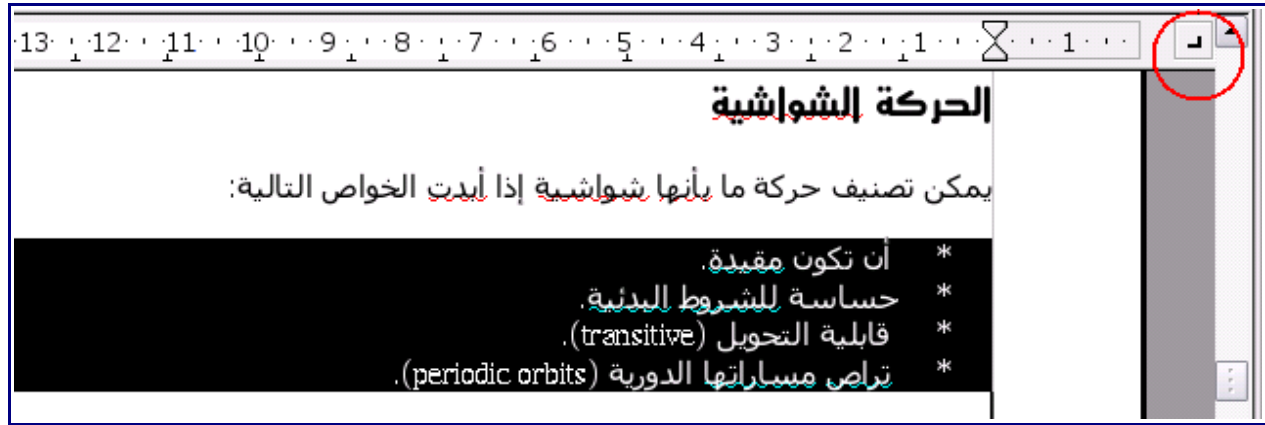 13 12 11 10 9 8 7 6 5 4 3 2 1 1
الحركة الشواشية
يمكن تصنيف حركة ما بأنها شواشية إذا أبدت الخواص التالية:
* أن تكون مقيدة.
* حساسة للشروط البدئية.
* قابلية التحويل (transitive).
* تراص مساراتها الدورية (periodic orbits).